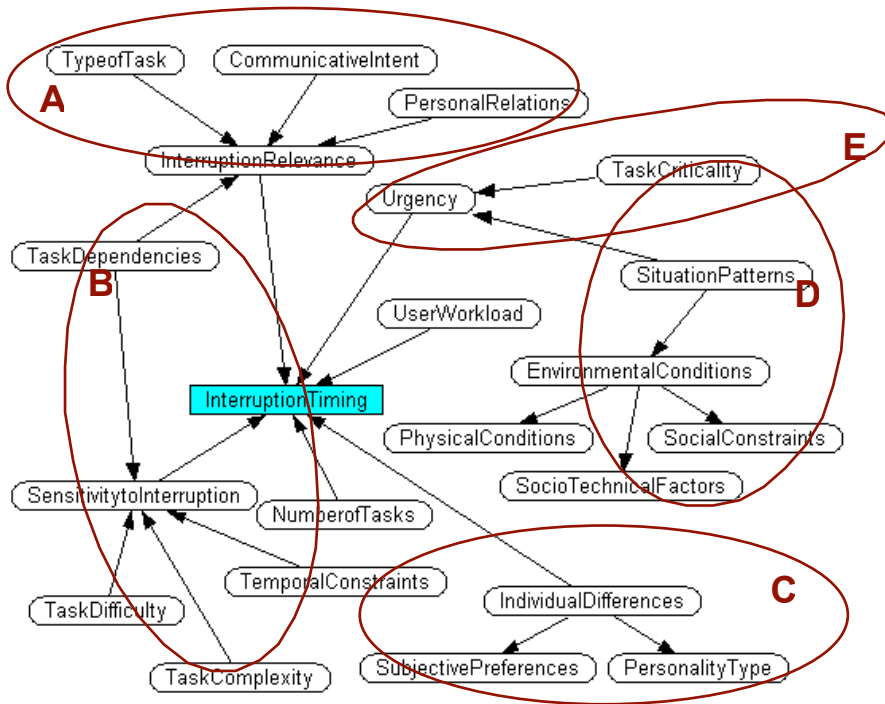 TypeofTask
CommunicativeIntent
A
PersonalRelations
InterruptionRelevance
E
TaskCriticality
Urgency
TaskDependencies
B
SituationPatterns
D
UserWorkload
EnvironmentalConditions
InterruptionTiming
PhysicalConditions
SocialConstraints
SensitivitytoInterruption
SocioTechnicalFactors
NumberofTasks
TemporalConstraints
C
IndividualDifferences
TaskDifficulty
SubjectivePreferences
PersonalityType
TaskComplexity